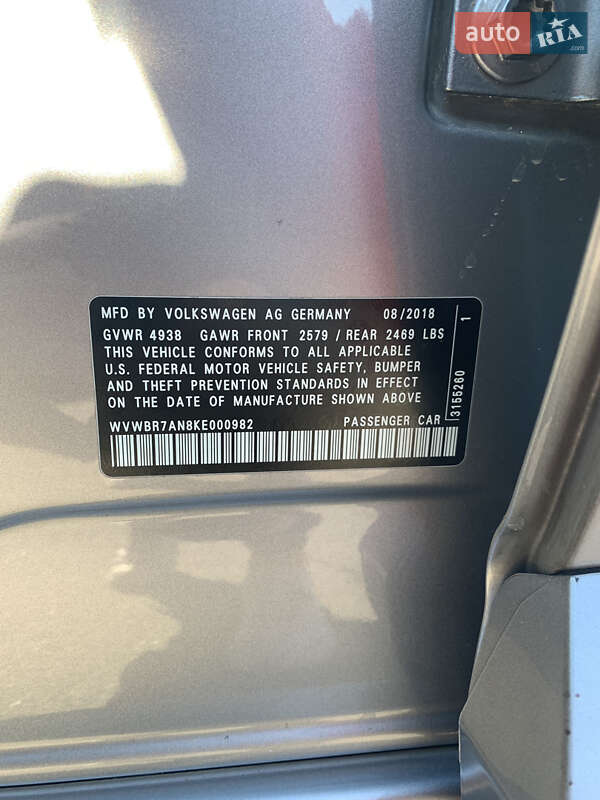 auto RIA.com
MFD BY VOLKSWAGEN AG GERMANY 08/2018
GVWR 4938 GAWR FRONT 2579 / REAR 2469 LBS
THIS VEHICLE CONFORMS TO ALL APPLICABLE
U.S. FEDERAL MOTOR VEHICLE SAFETY, BUMPER
AND THEFT PREVENTION STANDARDS IN EFFECT
ON THE DATE OF MANUFACTURE SHOWN ABOVE
WVWBR7AN8KE000982 PASSENGER CAR
3155260 1